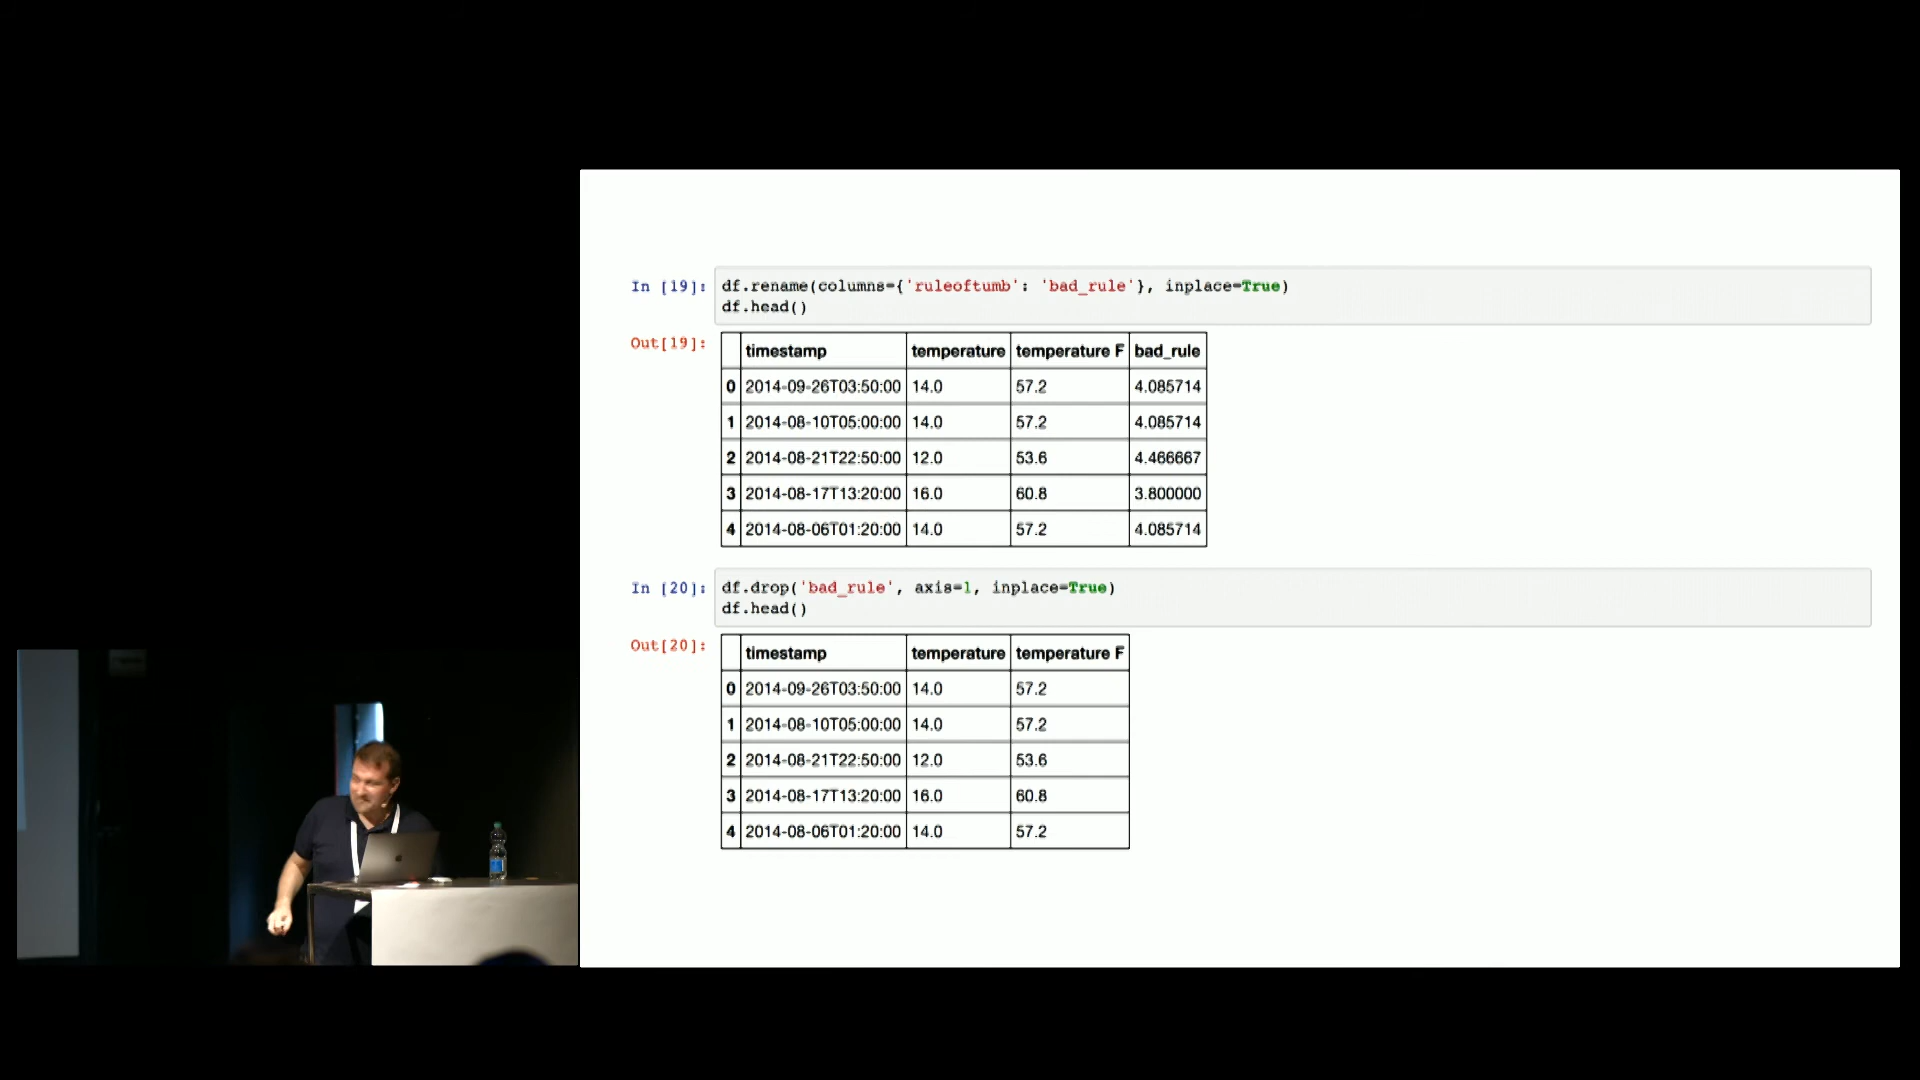 In [19]: df.rename(columns={'ruleoftumb': 'bad_rule'}, inplace=True)
df.head()
Out[19]:
timestamp temperature temperature F bad_rule
0 2014-09-26T03:50:00 14.0 57.2 4.085714
1 2014-08-10T05:00:00 14.0 57.2 4.085714
2 2014-08-21T22:50:00 12.0 53.6 4.466667
3 2014-08-17T13:20:00 16.0 60.8 3.800000
4 2014-08-06T01:20:00 14.0 57.2 4.085714
In [20]: df.drop('bad_rule', axis=1, inplace=True)
df.head()
Out[20]:
timestamp temperature temperature F
0 2014-09-26T03:50:00 14.0 57.2
1 2014-08-10T05:00:00 14.0 57.2
2 2014-08-21T22:50:00 12.0 53.6
3 2014-08-17T13:20:00 16.0 60.8
4 2014-08-06T01:20:00 14.0 57.2